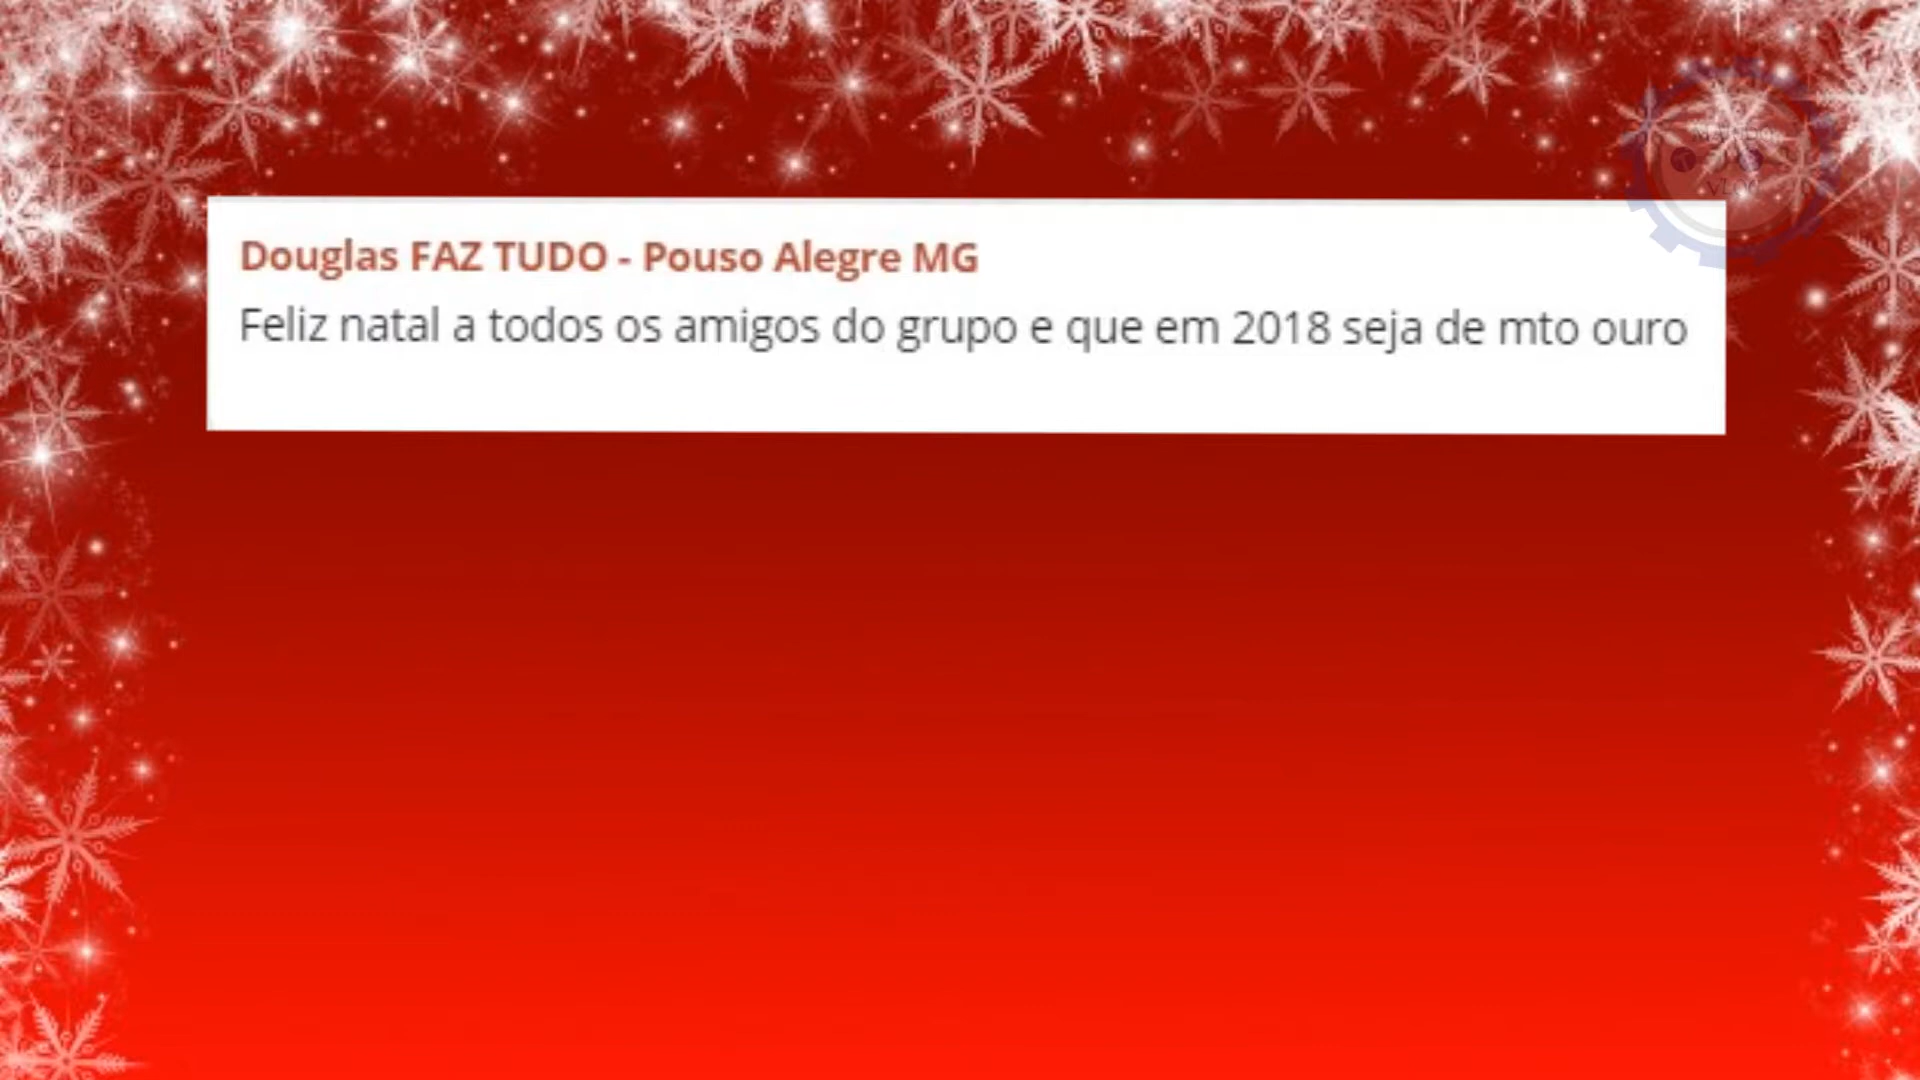 Douglas FAZ TUDO - Pouso Alegre MG
Feliz natal a todos os amigos do grupo e que em 2018 seja de mto ouro
VLOG